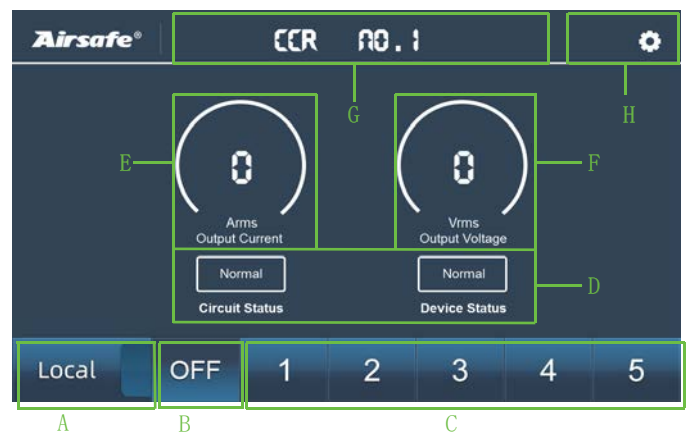 Airsafe® CCR NO.1
G H
E 0 0 F
Arms Vrms
Output Current Output Voltage
Normal Normal D
Circuit Status Device Status
Local OFF 1 2 3 4 5
A B C